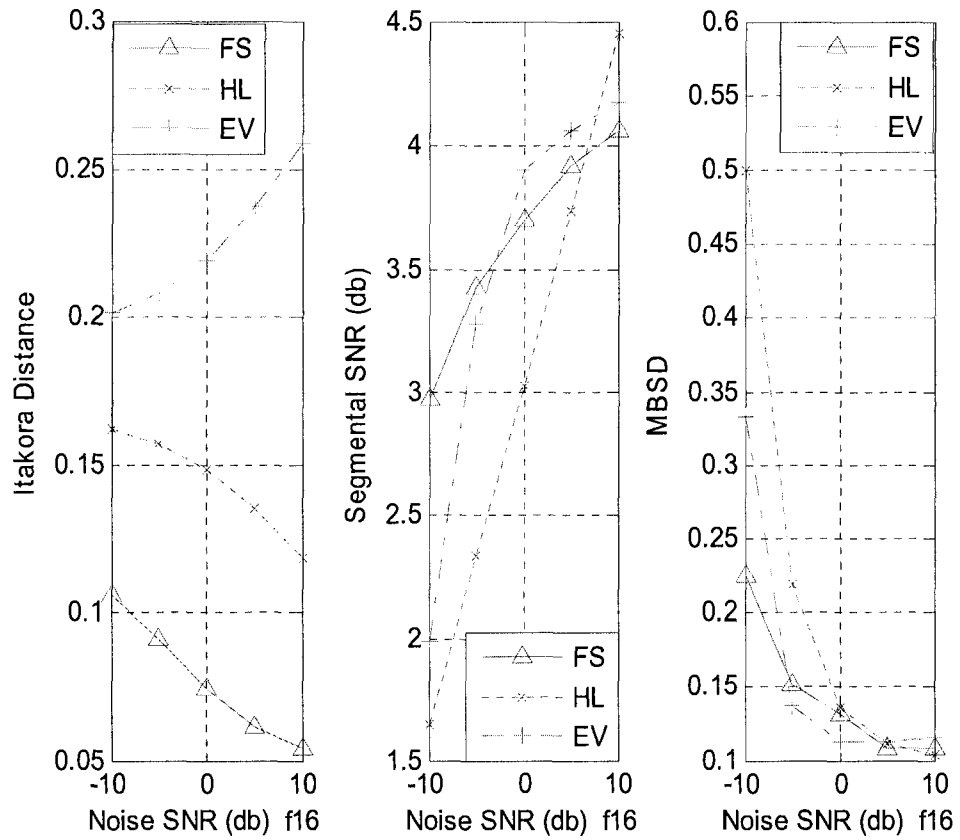 0.3
0.25
0.2
0.15
0.1
0.05
Itakora Distance
-10
0
10
Noise SNR (db) f16
FS
HL
EV
4.5
4
3.5
3
2.5
2
1.5
Segmental SNR (db)
-10
0
10
Noise SNR (db) f16
FS
HL
EV
0.6
0.55
0.5
0.45
0.4
0.35
0.3
0.25
0.2
0.15
0.1
MBSD
-10
0
10
Noise SNR (db) f16
FS
HL
EV